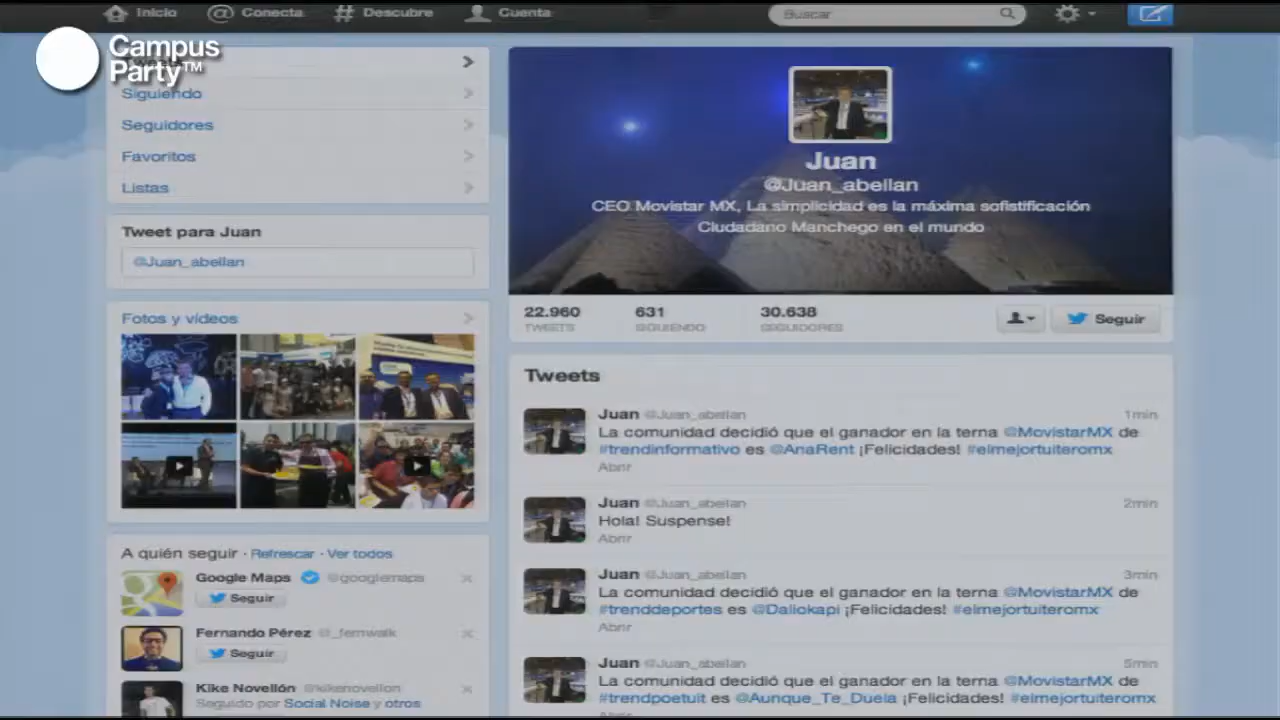 Inicio
Conecta
Descubre
Cuenta
Buscar
Campus
Party™
Siguiendo
Seguidores
Favoritos
Listas
Tweet para Juan
@Juan_abellan
Fotos y vídeos
A quién seguir · Refrescar · Ver todos
Google Maps @googlemaps
Seguir
Fernando Pérez @_fernwalk
Seguir
Kike Novellón @kikenovellon
Seguido por Social Noise y otros
Juan
@Juan_abellan
CEO Movistar MX, La simplicidad es la máxima sofistificación
Ciudadano Manchego en el mundo
22.960
TWEETS
631
SIGUIENDO
30.638
SEGUIDORES
Seguir
Tweets
Juan @Juan_abellan 1min
La comunidad decidió que el ganador en la terna @MovistarMX de
#trendinformativo es @AnaRent ¡Felicidades! #elmejortuiteromx
Abrir
Juan @Juan_abellan 2min
Hola! Suspense!
Abrir
Juan @Juan_abellan 3min
La comunidad decidió que el ganador en la terna @MovistarMX de
#trenddeportes es @Daliokapi ¡Felicidades! #elmejortuiteromx
Abrir
Juan @Juan_abellan 5min
La comunidad decidió que el ganador en la terna @MovistarMX de
#trendpoetuit es @Aunque_Te_Duela ¡Felicidades! #elmejortuiteromx
Abrir